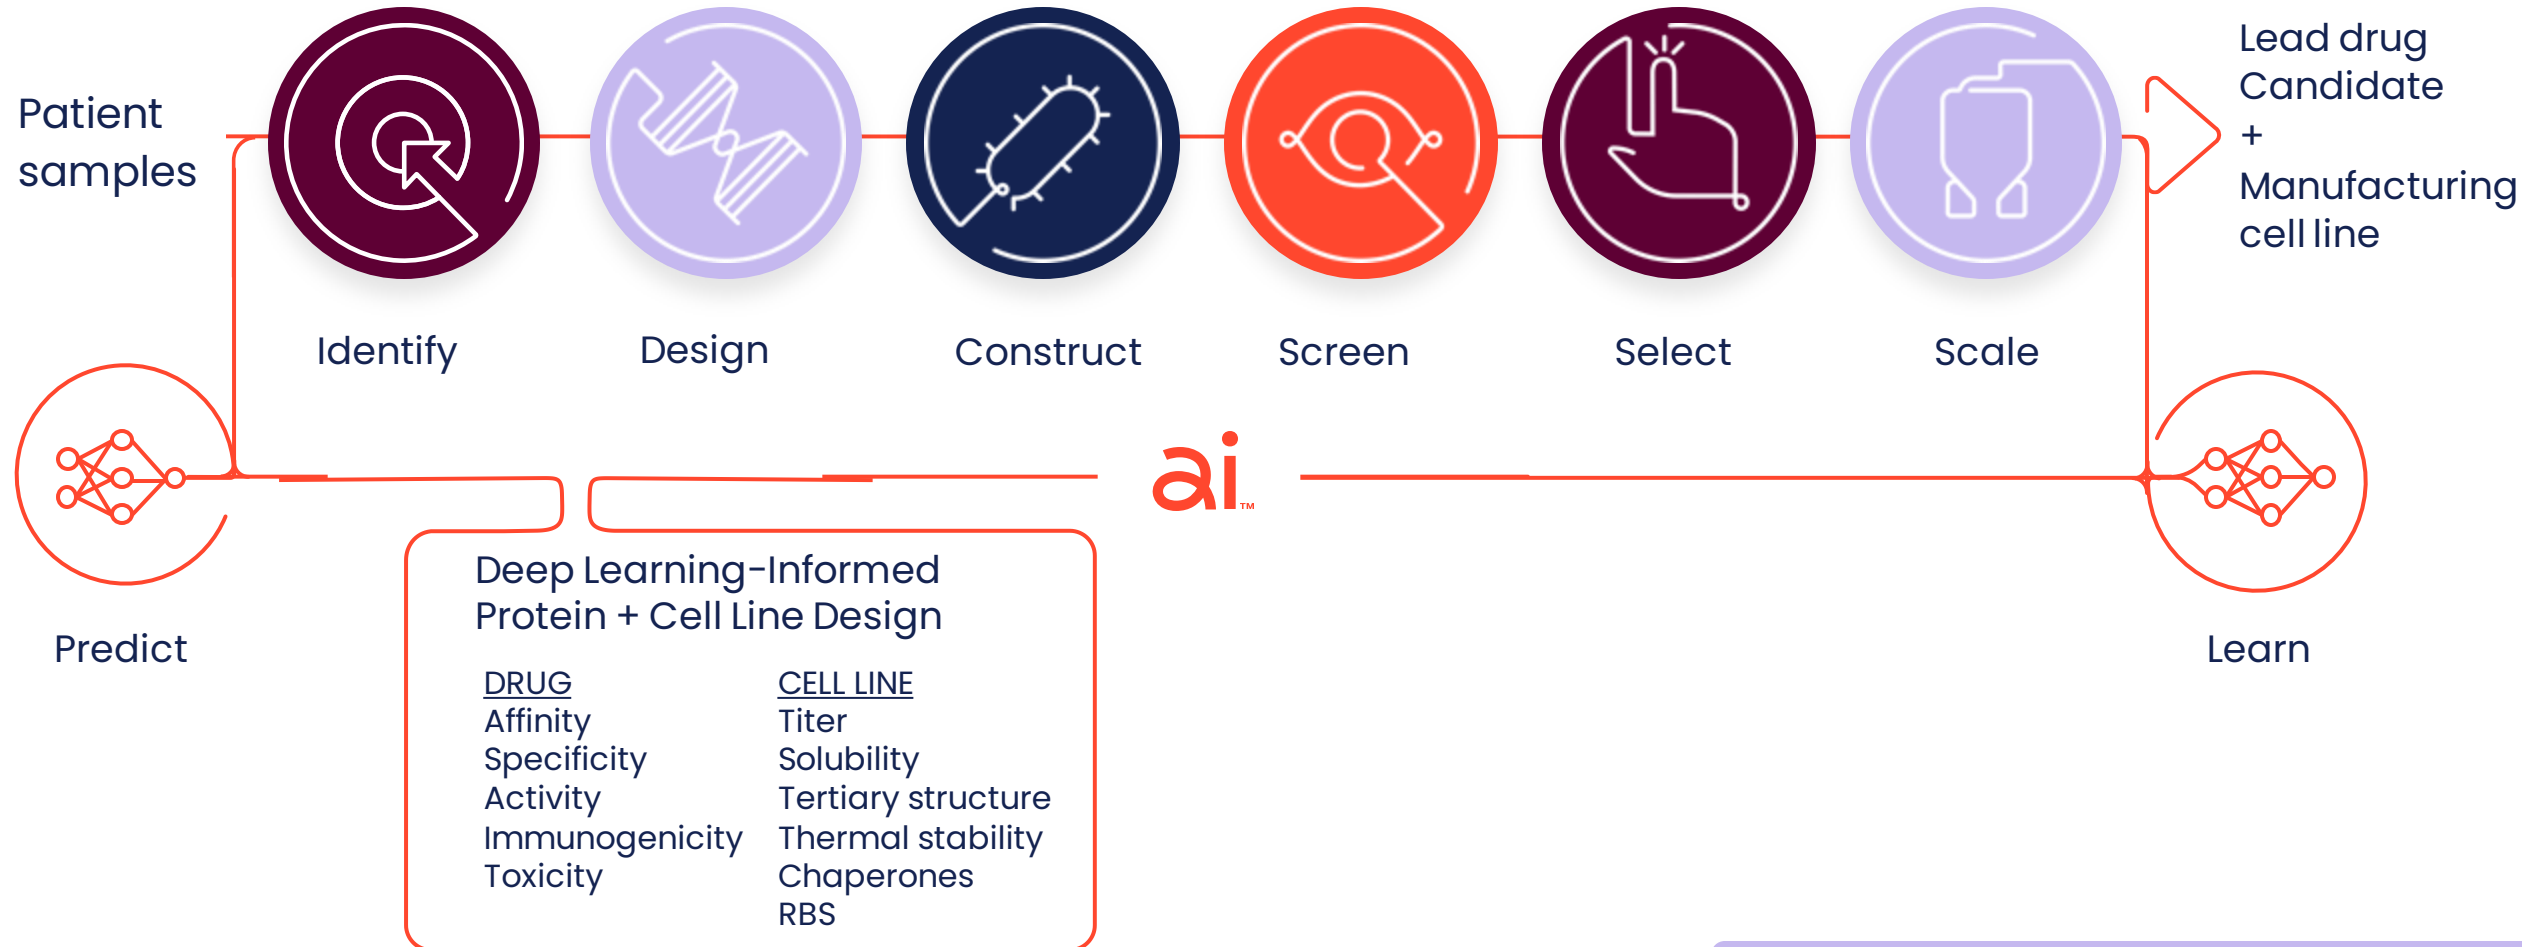 Patient
samples
Lead drug
Candidate
+
Manufacturing
cell line
Identify
Design
Construct
Screen
Select
Scale
ai™
Predict
Learn
Deep Learning-Informed
Protein + Cell Line Design
DRUG
Affinity
Specificity
Activity
Immunogenicity
Toxicity
CELL LINE
Titer
Solubility
Tertiary structure
Thermal stability
Chaperones
RBS